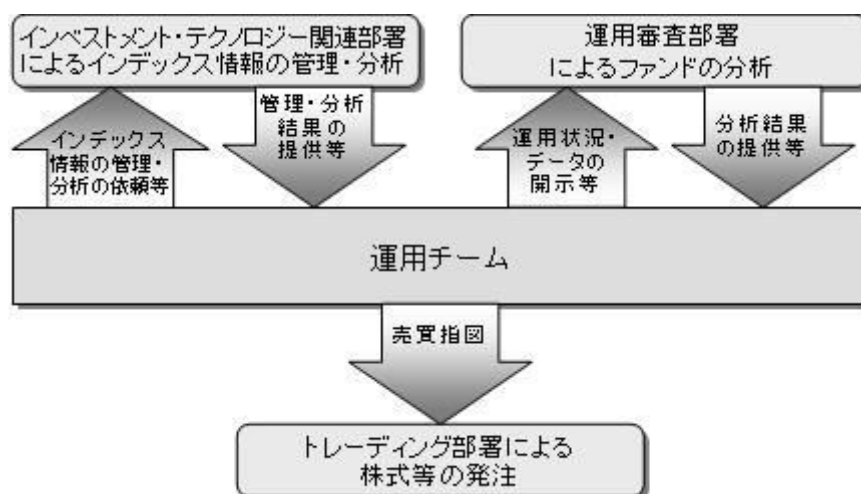 インベストメント・テクノロジー関連部署
によるインデックス情報の管理・分析
運用審査部署
によるファンドの分析
インデックス
情報の管理・
分析の依頼等
管理・分析
結果の
提供等
運用状況・
データの
開示等
分析結果
の提供等
運用チーム
売買指図
トレーディング部署による
株式等の発注